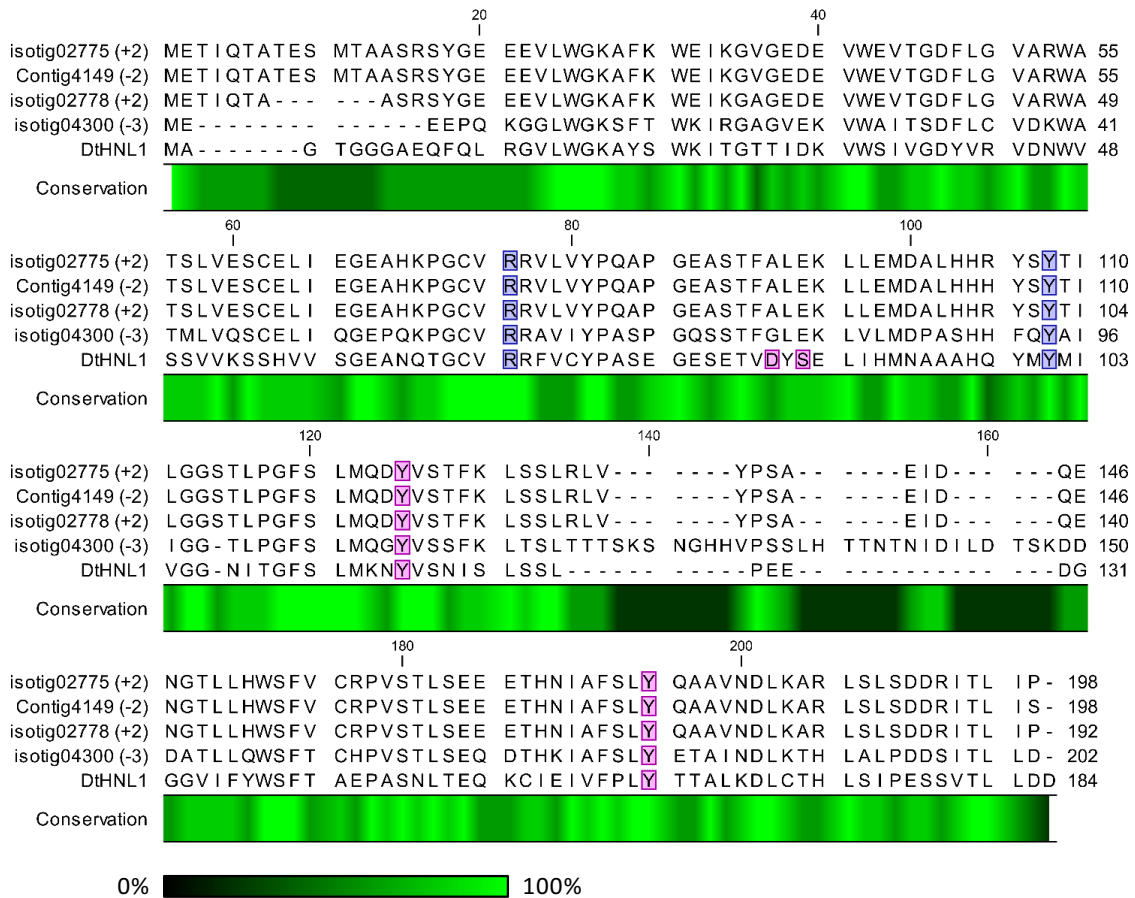 20 40
isotig02775 (+2) METIQTATES MTAASRSYGE EEVLWGKAFK WEIKGVGEDE VWEVTGDFLG VARWA 55
Contig4149 (-2) METIQTATES MTAASRSYGE EEVLWGKAFK WEIKGVGEDE VWEVTGDFLG VARWA 55
isotig02778 (+2) METIQTA--- ---ASRSYGE EEVLWGKAFK WEIKGAGEDE VWEVTGDFLG VARWA 49
isotig04300 (-3) ME-------- ------EEPQ KGGLWGKSFT WKIRGAGVEK VWAITSDFLC VDKWA 41
DtHNL1 MA-------G TGGGAEQFQL RGVLWGKAYS WKITGTTIDK VWSIVGDYVR VDNWV 48
Conservation
60 80 100
isotig02775 (+2) TSLVESCELI EGEAHKPGCV RRVLVYPQAP GEASTFALEK LLEMDALHHR YSYTI 110
Contig4149 (-2) TSLVESCELI EGEAHKPGCV RRVLVYPQAP GEASTFALEK LLEMDALHHH YSYTI 110
isotig02778 (+2) TSLVESCELI EGEAHKPGCV RRVLVYPQAP GEASTFALEK LLEMDALHHR YSYTI 104
isotig04300 (-3) TMLVQSCELI QGEPQKPGCV RRAVIYPASP GQSSTFGLEK LVLMDPASHH FQYAI 96
DtHNL1 SSVVKSSHVV SGEANQTGCV RRFVCYPASE GESETVDYSE LIHMNAAAHQ YMYMI 103
Conservation
120 140 160
isotig02775 (+2) LGGSTLPGFS LMQDYVSTFK LSSLRLV--- ----YPSA-- ---EID---- ---QE 146
Contig4149 (-2) LGGSTLPGFS LMQDYVSTFK LSSLRLV--- ----YPSA-- ---EID---- ---QE 146
isotig02778 (+2) LGGSTLPGFS LMQDYVSTFK LSSLRLV--- ----YPSA-- ---EID---- ---QE 140
isotig04300 (-3) IGG-TLPGFS LMQGYVSSFK LTSLTTTSKS NGHHVPSSLH TTNTNIDILD TSKDD 150
DtHNL1 VGG-NITGFS LMKNYVSNIS LSSL------ -----PEE-- ---------- ---DG 131
Conservation
180 200
isotig02775 (+2) NGTLLHWSFV CRPVSTLSEE ETHNIAFSLY QAAVNDLKAR LSLSDDRITL IP- 198
Contig4149 (-2) NGTLLHWSFV CRPVSTLSEE ETHNIAFSLY QAAVNDLKAR LSLSDDRITL IS- 198
isotig02778 (+2) NGTLLHWSFV CRPVSTLSEE ETHNIAFSLY QAAVNDLKAR LSLSDDRITL IP- 192
isotig04300 (-3) DATLLQWSFT CHPVSTLSEQ DTHKIAFSLY ETAINDLKTH LALPDDSITL LD- 202
DtHNL1 GGVIFYWSFT AEPASNLTEQ KCIEIVFPLY TTALKDLCTH LSIPESSVTL LDD 184
Conservation
0% 100%